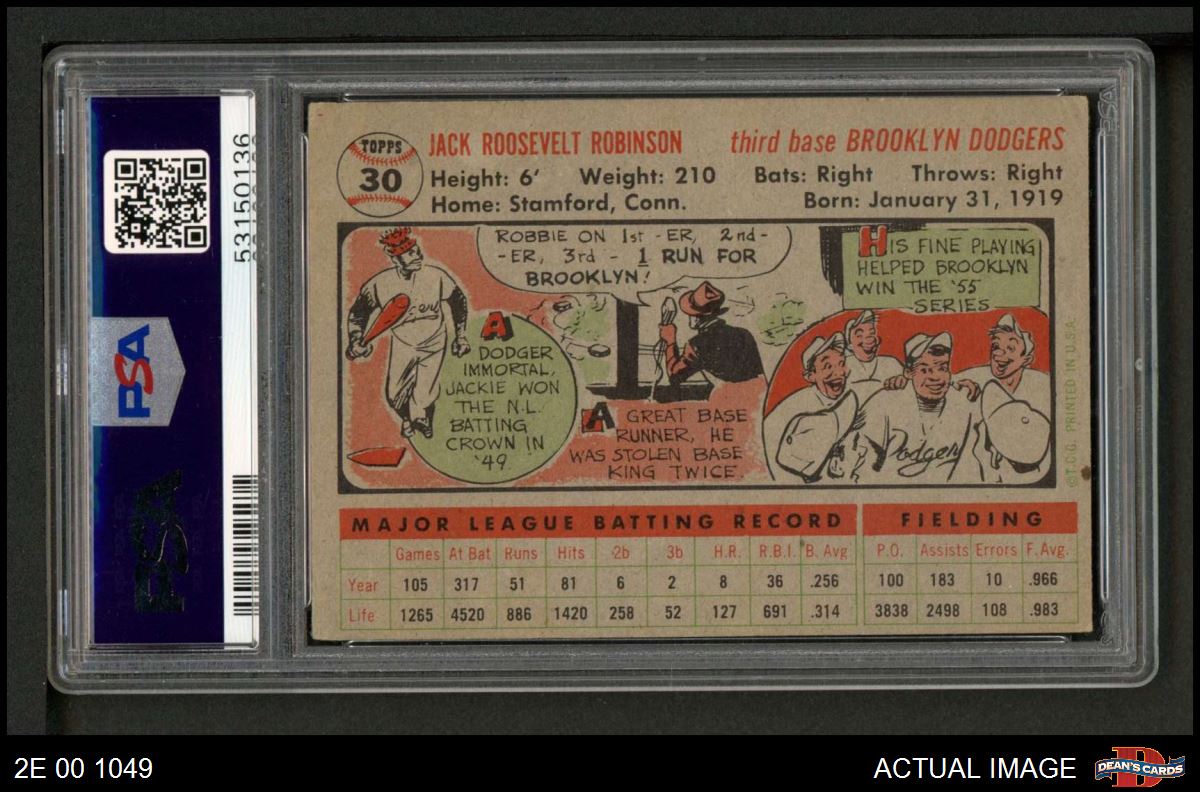 53150136
PSA
PSA
TOPPS
30
JACK ROOSEVELT ROBINSON third base BROOKLYN DODGERS
Height: 6' Weight: 210 Bats: Right Throws: Right
Home: Stamford, Conn. Born: January 31, 1919
ROBBIE ON 1st -ER, 2nd-
-ER, 3rd - 1 RUN FOR
BROOKLYN!
HIS FINE PLAYING
HELPED BROOKLYN
WIN THE '55
SERIES
A
DODGER
IMMORTAL,
JACKIE WON
THE N.L.
BATTING
CROWN IN
'49
A GREAT BASE
RUNNER, HE
WAS STOLEN BASE
KING TWICE.
Dodgers
©T.C.G. PRINTED IN U.S.A.
MAJOR LEAGUE BATTING RECORD FIELDING
Games At Bat Runs Hits 2b 3b H.R. R.B.I. B. Avg P.O. Assists Errors F. Avg.
Year 105 317 51 81 6 2 8 36 .256 100 183 10 .966
Life 1265 4520 886 1420 258 52 127 691 .314 3838 2498 108 .983
2E 00 1049
ACTUAL IMAGE
DEAN'S CARDS